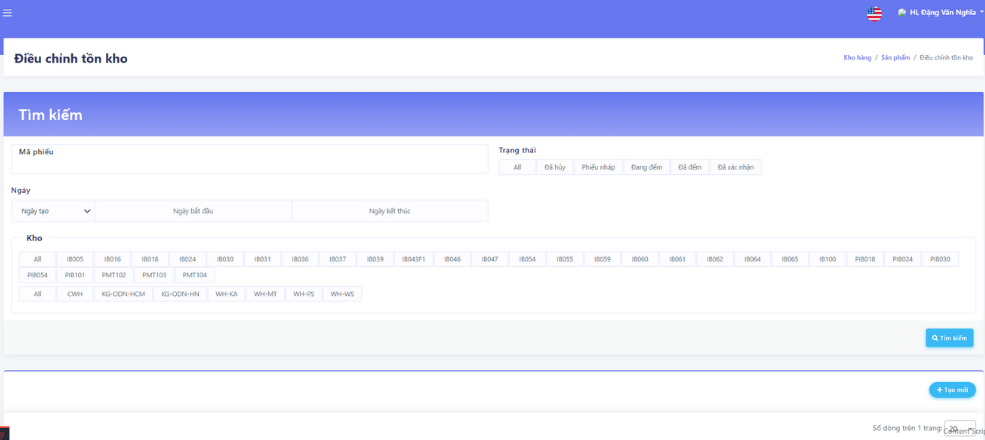 Hi, Đặng Văn Nghĩa
Điều chỉnh tồn kho
Kho hàng / Sản phẩm / Điều chỉnh tồn kho
Tìm kiếm
Mã phiếu
Trạng thái
All Đã hủy Phiếu nháp Đang đếm Đã đếm Đã xác nhận
Ngày
Ngày tạo Ngày bắt đầu Ngày kết thúc
Kho
All IB005 IB016 IB018 IB024 IB030 IB031 IB036 IB037 IB039 IB043F1 IB046 IB047 IB054 IB055 IB059 IB060 IB061 IB062 IB064 IB065 IB100 PIB018 PIB024 PIB030
PIB054 PIB101 PMT102 PMT103 PMT104
All CWH KG-ODN-HCM KG-ODN-HN WH-KA WH-MT WH-PS WH-WS
Tìm kiếm
+ Tạo mới
Số dòng trên 1 trang: 20
Content Scrip